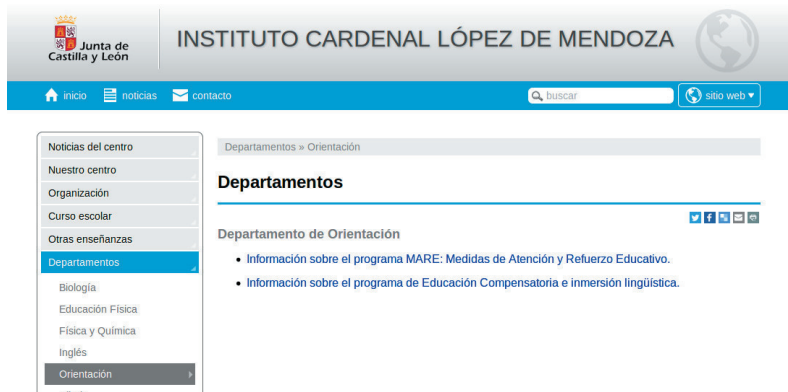 Junta de
Castilla y León
INSTITUTO CARDENAL LÓPEZ DE MENDOZA
inicio noticias contacto buscar sitio web
Noticias del centro
Nuestro centro
Organización
Curso escolar
Otras enseñanzas
Departamentos
Biología
Educación Física
Física y Química
Inglés
Orientación
Departamentos » Orientación
Departamentos
Departamento de Orientación
Información sobre el programa MARE: Medidas de Atención y Refuerzo Educativo.
Información sobre el programa de Educación Compensatoria e inmersión lingüística.